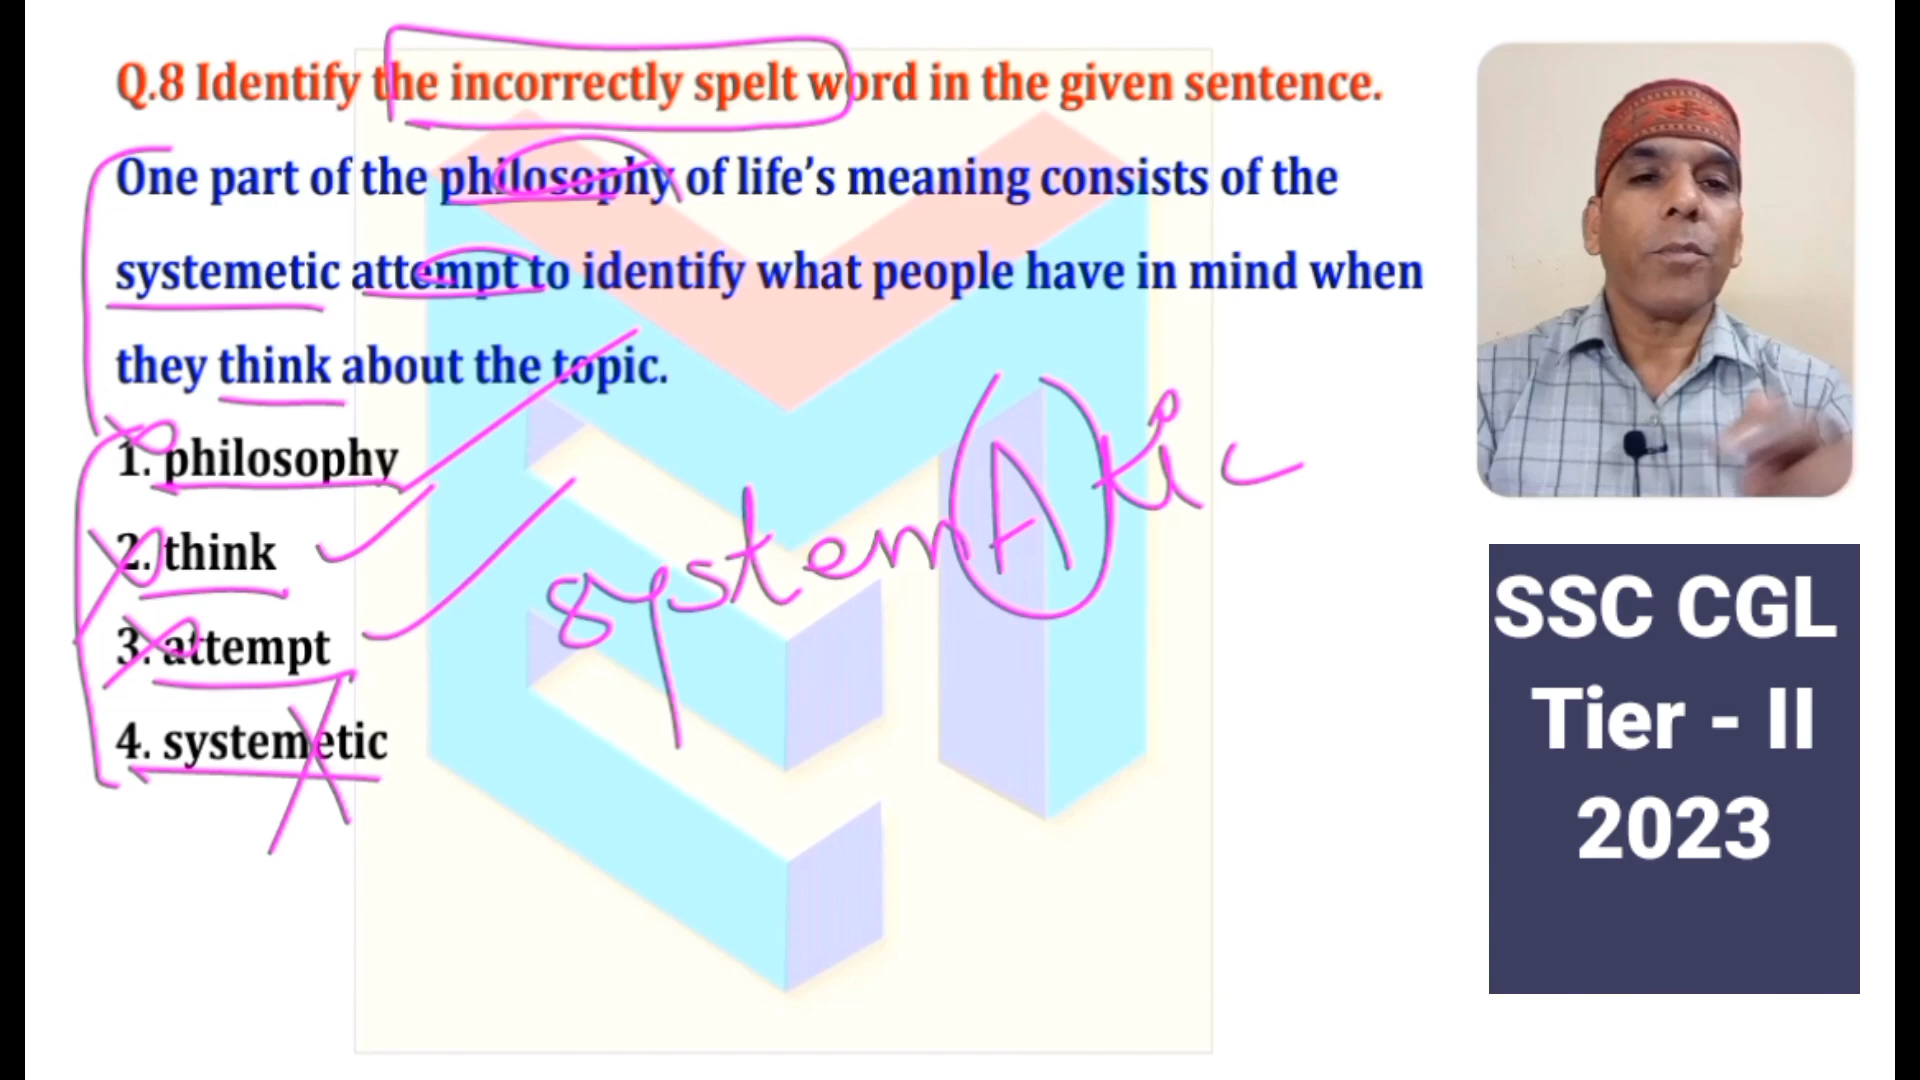 Q.8 Identify the incorrectly spelt word in the given sentence.
One part of the philosophy of life's meaning consists of the
systemetic attempt to identify what people have in mind when
they think about the topic.
1. philosophy
2. think
3. attempt
4. systemetic
systemAtic
SSC CGL
Tier - II
2023